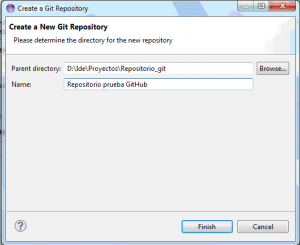 Create a Git Repository
Create a New Git Repository
Please determine the directory for the new repository
Parent directory: D:\Ide\Proyectos\Repositorio_git Browse...
Name: Repositorio prueba GitHub
? Finish Cancel